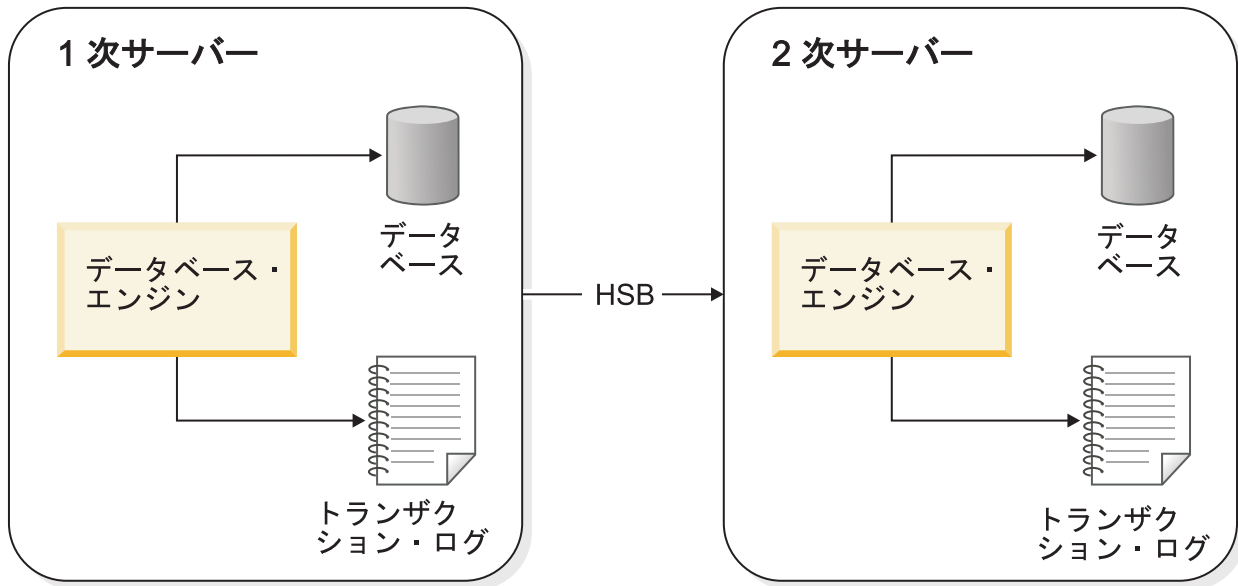 1 次サーバー
データ
ベース
データベース・
エンジン
トランザク
ション・ログ
HSB
2 次サーバー
データ
ベース
データベース・
エンジン
トランザク
ション・ログ